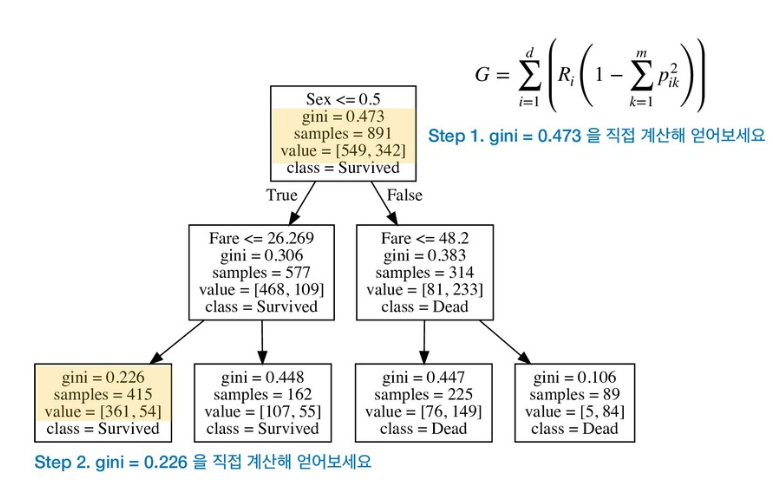 G = \sum_{i=1}^{d} \left( R_i \left( 1 - \sum_{k=1}^{m} p_{ik}^2 \right) \right)
Step 1. gini = 0.473 을 직접 계산해 얻어보세요
Sex <= 0.5
gini = 0.473
samples = 891
value = [549, 342]
class = Survived
True
False
Fare <= 26.269
gini = 0.306
samples = 577
value = [468, 109]
class = Survived
Fare <= 48.2
gini = 0.383
samples = 314
value = [81, 233]
class = Dead
gini = 0.226
samples = 415
value = [361, 54]
class = Survived
gini = 0.448
samples = 162
value = [107, 55]
class = Survived
gini = 0.447
samples = 225
value = [76, 149]
class = Dead
gini = 0.106
samples = 89
value = [5, 84]
class = Dead
Step 2. gini = 0.226 을 직접 계산해 얻어보세요